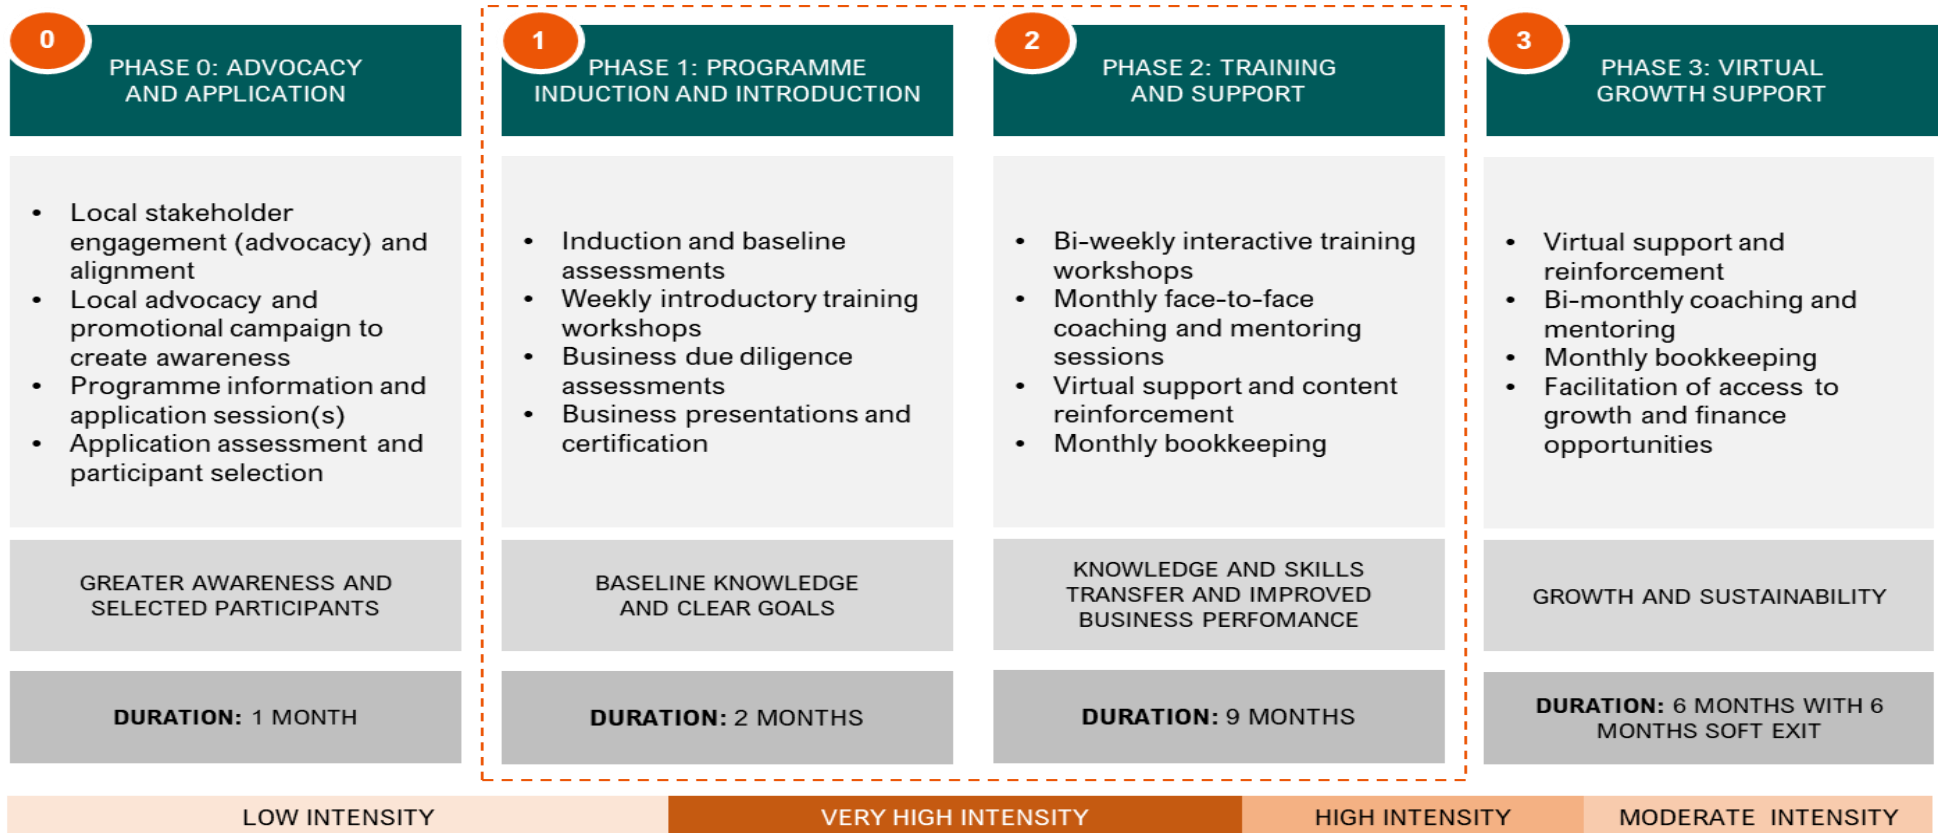 0
PHASE 0: ADVOCACY
AND APPLICATION
• Local stakeholder
engagement (advocacy) and
alignment
• Local advocacy and
promotional campaign to
create awareness
• Programme information and
application session(s)
• Application assessment and
participant selection
GREATER AWARENESS AND
SELECTED PARTICIPANTS
DURATION: 1 MONTH
1
PHASE 1: PROGRAMME
INDUCTION AND INTRODUCTION
• Induction and baseline
assessments
• Weekly introductory training
workshops
• Business due diligence
assessments
• Business presentations and
certification
BASELINE KNOWLEDGE
AND CLEAR GOALS
DURATION: 2 MONTHS
2
PHASE 2: TRAINING
AND SUPPORT
• Bi-weekly interactive training
workshops
• Monthly face-to-face
coaching and mentoring
sessions
• Virtual support and content
reinforcement
• Monthly bookkeeping
KNOWLEDGE AND SKILLS
TRANSFER AND IMPROVED
BUSINESS PERFOMANCE
DURATION: 9 MONTHS
3
PHASE 3: VIRTUAL
GROWTH SUPPORT
• Virtual support and
reinforcement
• Bi-monthly coaching and
mentoring
• Monthly bookkeeping
• Facilitation of access to
growth and finance
opportunities
GROWTH AND SUSTAINABILITY
DURATION: 6 MONTHS WITH 6
MONTHS SOFT EXIT
LOW INTENSITY
VERY HIGH INTENSITY
HIGH INTENSITY
MODERATE INTENSITY